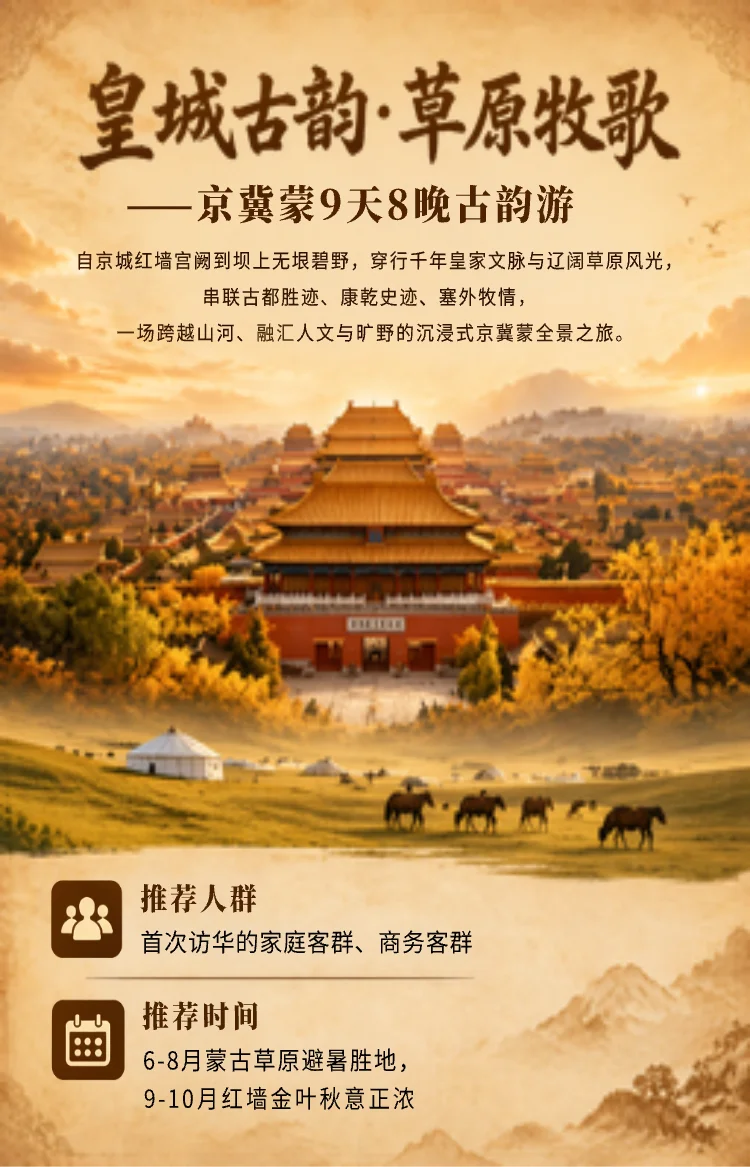 皇城古韵·草原牧歌
——京冀蒙9天8晚古韵游
自京城红墙宫阙到坝上无垠碧野，穿行千年皇家文脉与辽阔草原风光，
串联古都胜迹、康乾史迹、塞外牧情，
一场跨越山河、融汇人文与旷野的沉浸式京冀蒙全景之旅。
推荐人群
首次访华的家庭客群、商务客群
推荐时间
6-8月蒙古草原避暑胜地，
9-10月红墙金叶秋意正浓